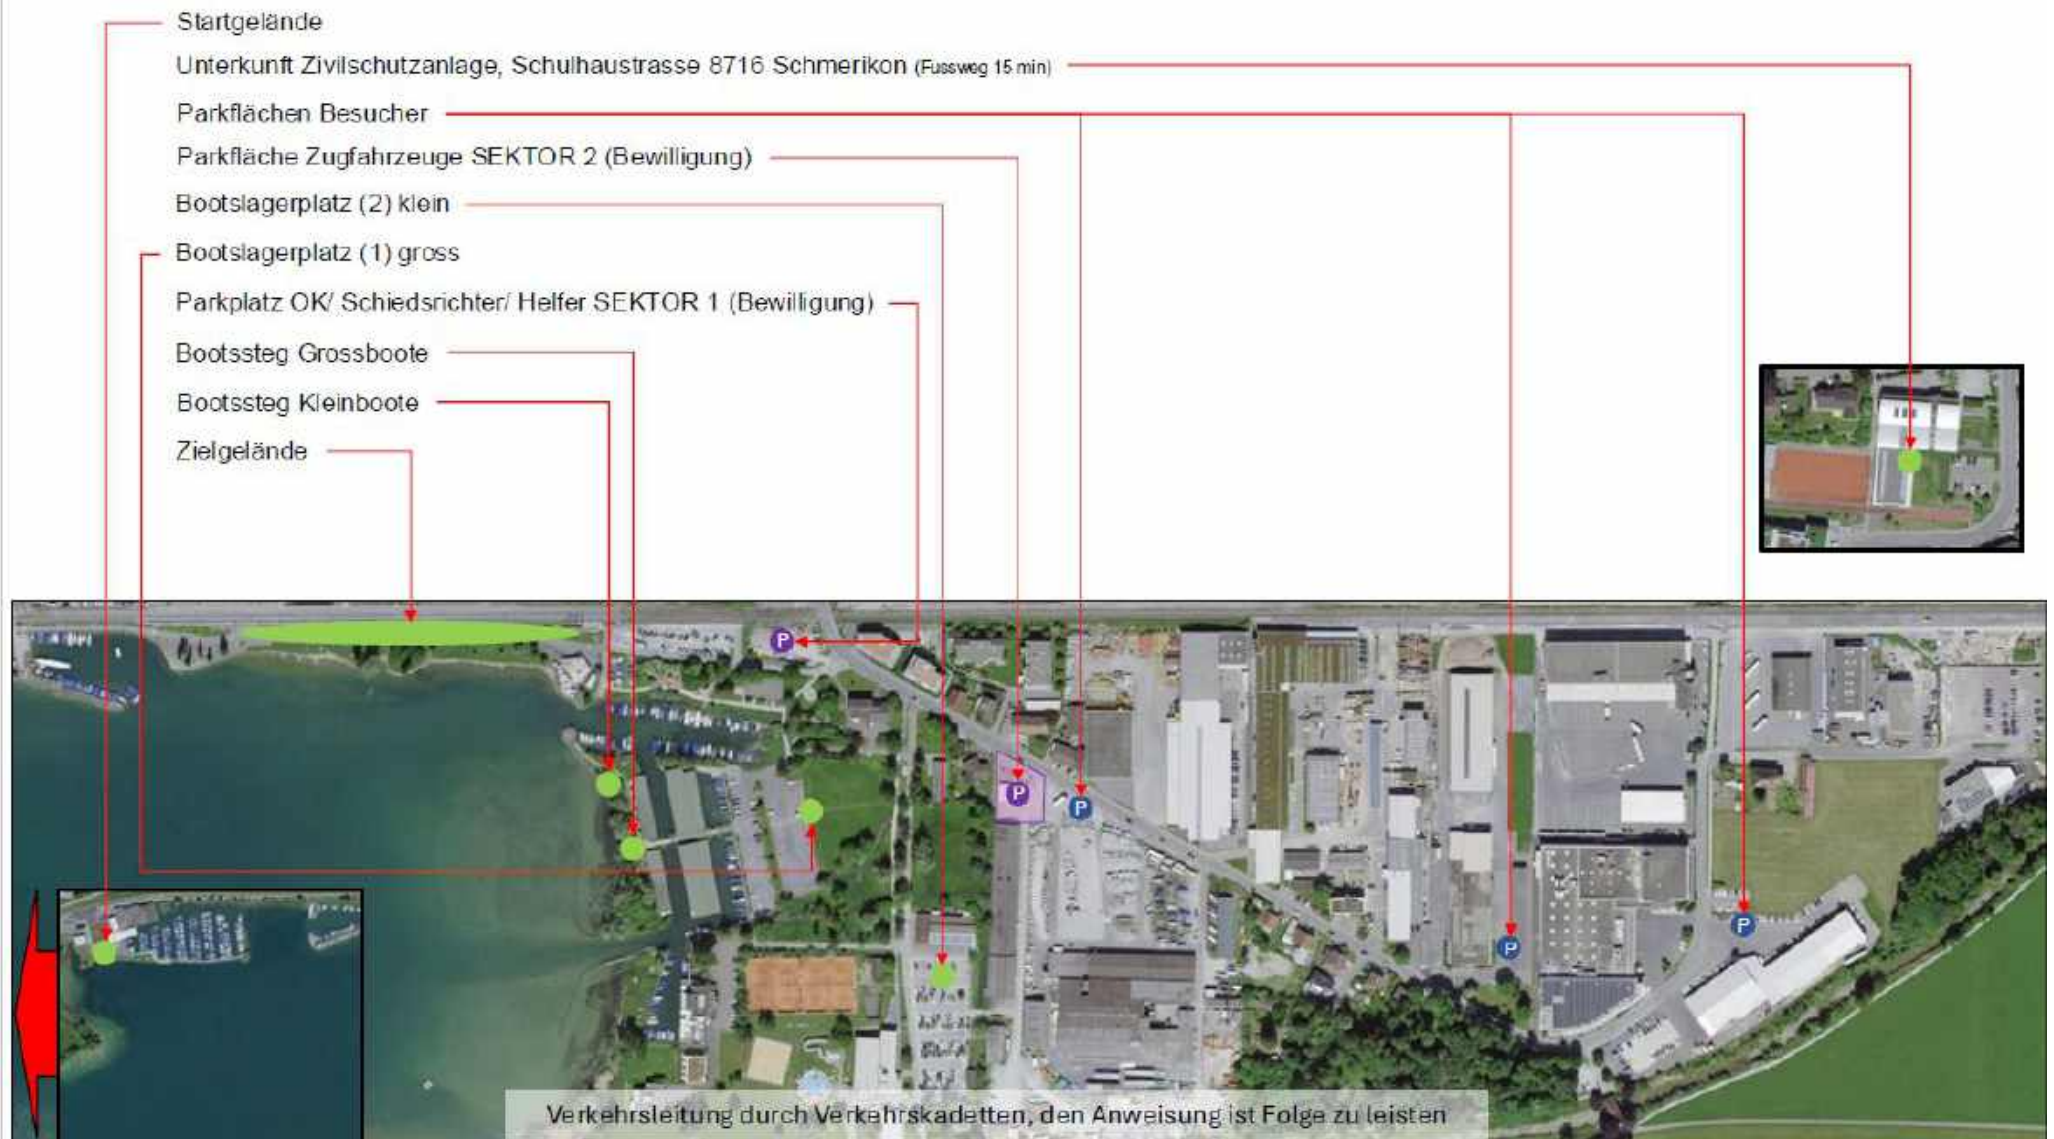 Startgelände
Unterkunft Zivilschutzanlage, Schulhaustrasse 8716 Schmerikon (Fussweg 15 min)
Parkflächen Besucher
Parkfläche Zugfahrzeuge SEKTOR 2 (Bewilligung)
Bootslagerplatz (2) klein
Bootslagerplatz (1) gross
Parkplatz OK/ Schiedsrichter/ Helfer SEKTOR 1 (Bewilligung)
Bootssteg Grossboote
Bootssteg Kleinboote
Zielgelände
P
P
P
P
P
Verkehrsleitung durch Verkehrskadetten, den Anweisung ist Folge zu leisten